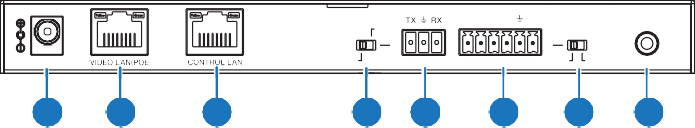 TX RX
VIDEO LAN(POE)
CONTROL LAN